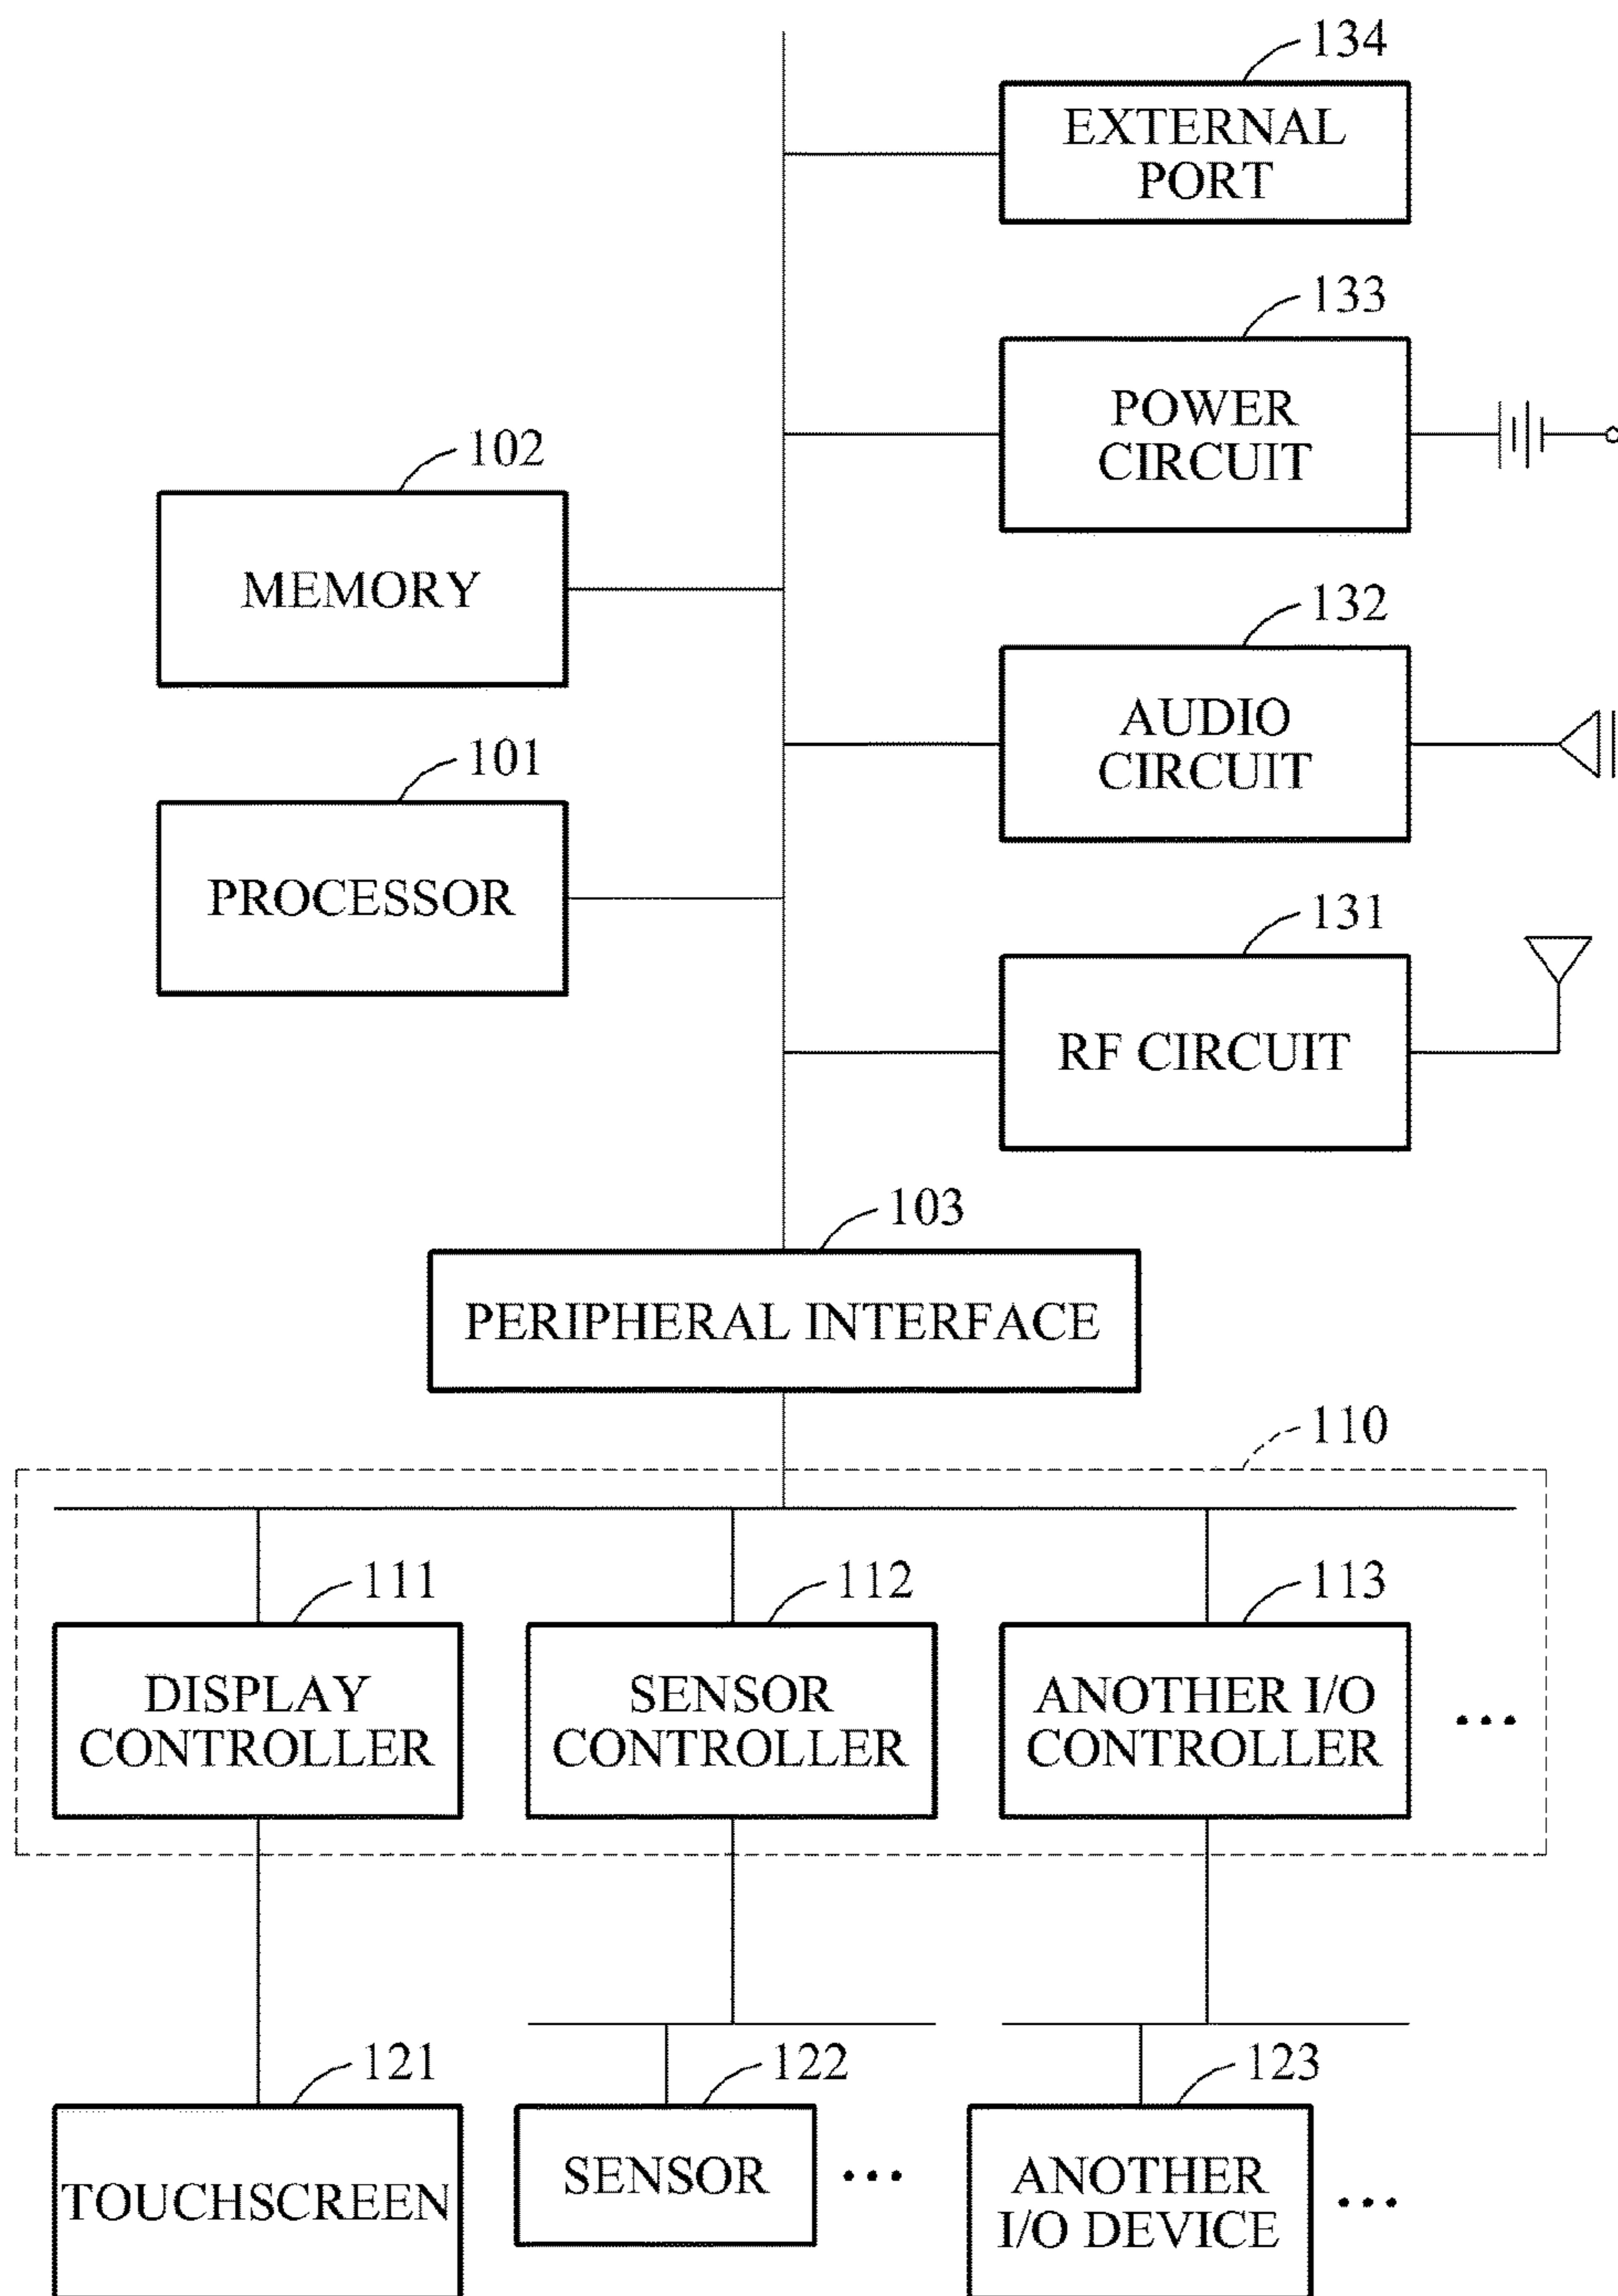 134
EXTERNAL
PORT
133
POWER
CIRCUIT
102
MEMORY
132
AUDIO
CIRCUIT
101
PROCESSOR
131
RF CIRCUIT
103
PERIPHERAL INTERFACE
110
111
DISPLAY
CONTROLLER
112
SENSOR
CONTROLLER
113
ANOTHER I/O
CONTROLLER
...
121
TOUCHSCREEN
122
SENSOR
...
123
ANOTHER
I/O DEVICE
...